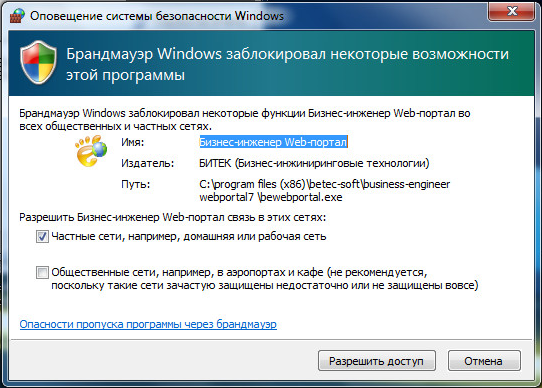 Оповещение системы безопасности Windows
Брандмауэр Windows заблокировал некоторые возможности
этой программы
Брандмауэр Windows заблокировал некоторые функции Бизнес-инженер Web-портал во
всех общественных и частных сетях.
Имя: Бизнес-инженер Web-портал
Издатель: БИТЕК (Бизнес-инжиниринговые технологии)
Путь: C:\program files (x86)\betec-soft\business-engineer
webportal7 \bewebportal.exe
Разрешить Бизнес-инженер Web-портал связь в этих сетях:
Частные сети, например, домашняя или рабочая сеть
Общественные сети, например, в аэропортах и кафе (не рекомендуется,
поскольку такие сети зачастую защищены недостаточно или не защищены вовсе)
Опасности пропуска программы через брандмауэр
Разрешить доступ
Отмена